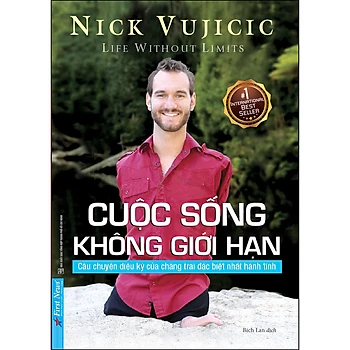 NICK VUJICIC
LIFE WITHOUT LIMITS
#1
INTERNATIONAL
BEST
SELLER
CUỘC SỐNG
KHÔNG GIỚI HẠN
Câu chuyện diệu kỳ của chàng trai đặc biệt nhất hành tinh
First News
Bích Lan dịch